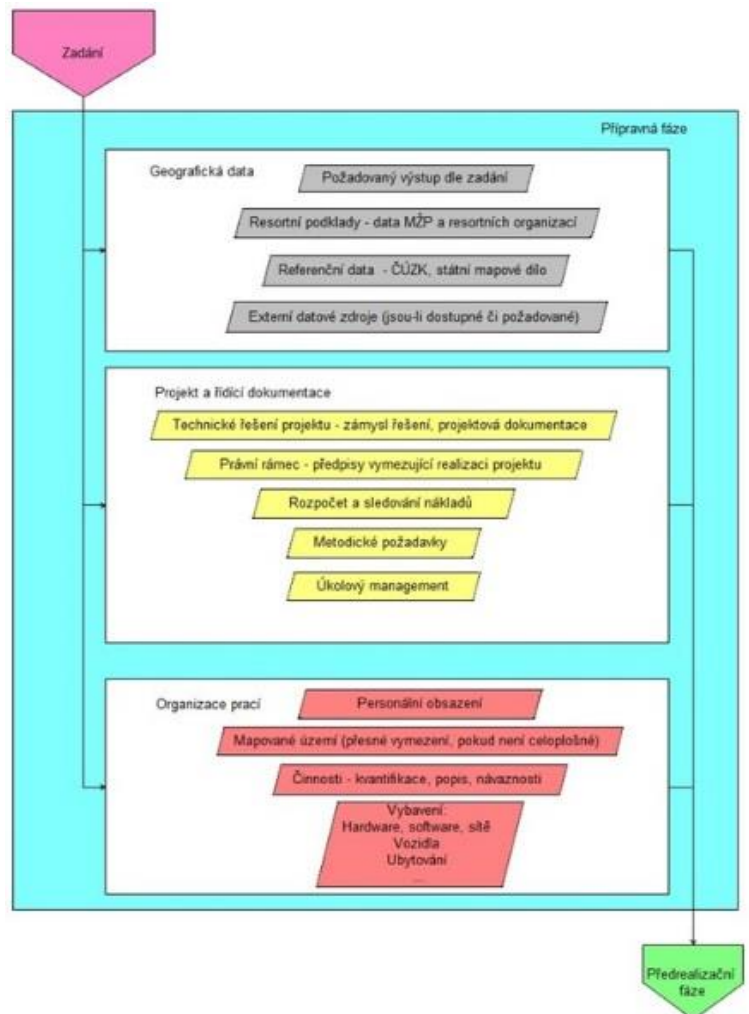 Zadání
Přípravná fáze
Geografická data
Požadovaný výstup dle zadání
Resortní podklady - data MŽP a resortních organizací
Referenční data - ČÚZK, státní mapové dílo
Externí datové zdroje (jsou-li dostupné či požadované)
Projekt a řídící dokumentace
Technické řešení projektu - zámysl řešení, projektová dokumentace
Právní rámec - předpisy vymezující realizaci projektu
Rozpočet a sledování nákladů
Metodické požadavky
Úkolový management
Organizace prací
Personální obsazení
Mapované území (přesné vymezení, pokud není celoplošné)
Činnosti - kvantifikace, popis, návaznosti
Vybavení:
Hardware, software, sítě
Vozidla
Ubytování
...
Předrealizační
fáze